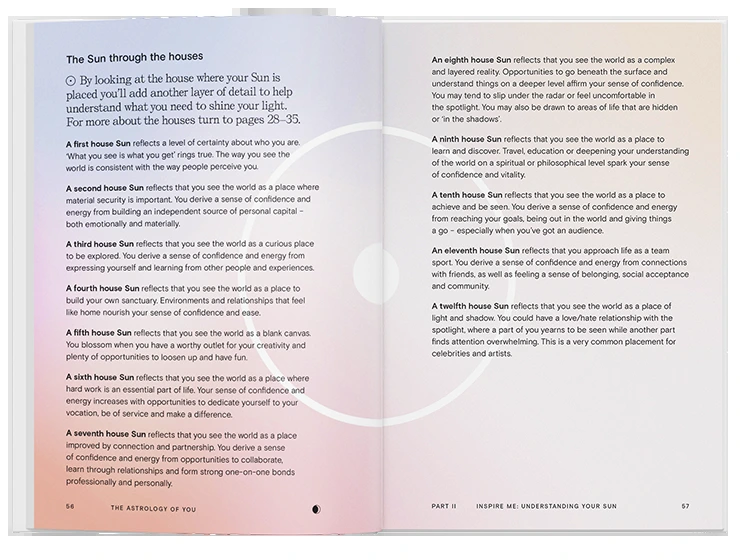 The Sun through the houses
By looking at the house where your Sun is
placed you'll add another layer of detail to help
understand what you need to shine your light.
For more about the houses turn to pages 28–35.
A first house Sun reflects a level of certainty about who you are.
'What you see is what you get' rings true. The way you see the
world is consistent with the way people perceive you.
A second house Sun reflects that you see the world as a place where
material security is important. You derive a sense of confidence and
energy from building an independent source of personal capital –
both emotionally and materially.
A third house Sun reflects that you see the world as a curious place
to be explored. You derive a sense of confidence and energy from
expressing yourself and learning from other people and experiences.
A fourth house Sun reflects that you see the world as a place to
build your own sanctuary. Environments and relationships that feel
like home nourish your sense of confidence and ease.
A fifth house Sun reflects that you see the world as a blank canvas.
You blossom when you have a worthy outlet for your creativity and
plenty of opportunities to loosen up and have fun.
A sixth house Sun reflects that you see the world as a place where
hard work is an essential part of life. Your sense of confidence and
energy increases with opportunities to dedicate yourself to your
vocation, be of service and make a difference.
A seventh house Sun reflects that you see the world as a place
improved by connection and partnership. You derive a sense
of confidence and energy from opportunities to collaborate,
learn through relationships and form strong one-on-one bonds
professionally and personally.
56 THE ASTROLOGY OF YOU
An eighth house Sun reflects that you see the world as a complex
and layered reality. Opportunities to go beneath the surface and
understand things on a deeper level affirm your sense of confidence.
You may tend to slip under the radar or feel uncomfortable in
the spotlight. You may also be drawn to areas of life that are hidden
or 'in the shadows'.
A ninth house Sun reflects that you see the world as a place to
learn and discover. Travel, education or deepening your understanding
of the world on a spiritual or philosophical level spark your sense
of confidence and vitality.
A tenth house Sun reflects that you see the world as a place to
achieve and be seen. You derive a sense of confidence and energy
from reaching your goals, being out in the world and giving things
a go – especially when you've got an audience.
An eleventh house Sun reflects that you approach life as a team
sport. You derive a sense of confidence and energy from connections
with friends, as well as feeling a sense of belonging, social acceptance
and community.
A twelfth house Sun reflects that you see the world as a place of
light and shadow. You could have a love/hate relationship with the
spotlight, where a part of you yearns to be seen while another part
finds attention overwhelming. This is a very common placement for
celebrities and artists.
PART II INSPIRE ME: UNDERSTANDING YOUR SUN 57